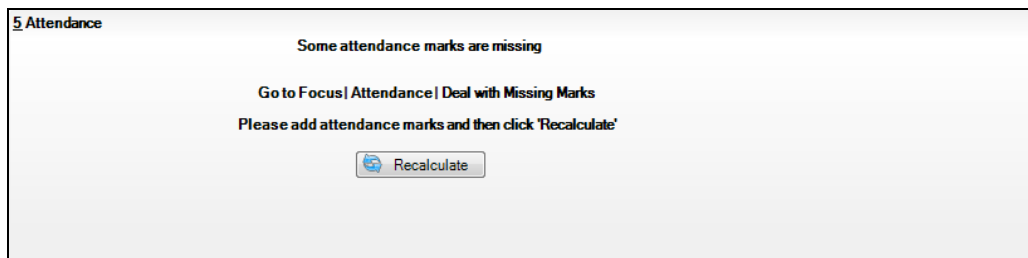 5 Attendance
Some attendance marks are missing
Go to Focus | Attendance | Deal with Missing Marks
Please add attendance marks and then click 'Recalculate'
Recalculate